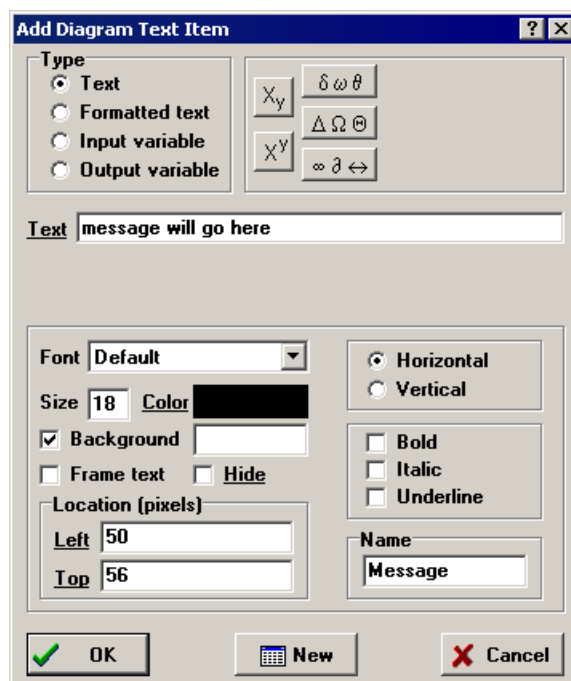 Add Diagram Text Item
Type
Text
Formatted text
Input variable
Output variable
Xy
Xy
δ ω θ
Δ Ω Θ
∞ ∂ ↔
Text message will go here
Font Default
Size 18 Color
Background
Frame text Hide
Location (pixels)
Left 50
Top 56
Horizontal
Vertical
Bold
Italic
Underline
Name
Message
OK
New
Cancel